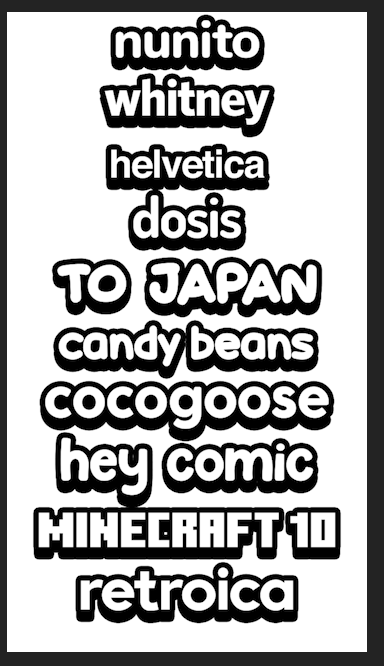 nunito
whitney
helvetica
dosis
TO JAPAN
candy beans
cocogoose
hey comic
MINECRAFT 10
retroica